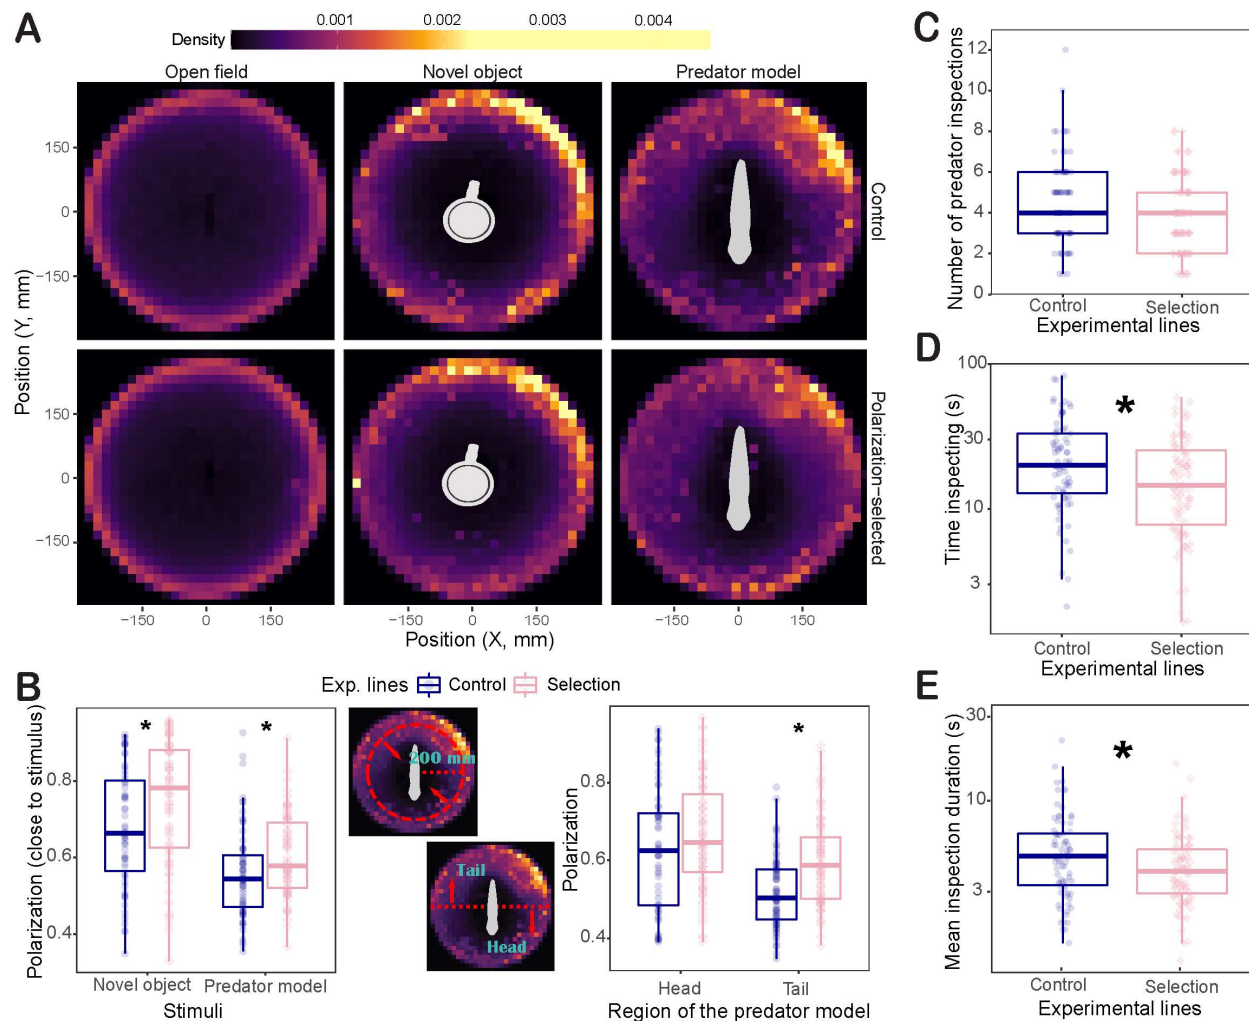 A
Density
0.001
0.002
0.003
0.004
Open field
Novel object
Predator model
150
0
−150
Control
150
0
−150
Polarization−selected
Position (Y, mm)
−150
0
150
−150
0
150
−150
0
150
Position (X, mm)
B
Exp. lines
Control
Selection
Polarization (close to stimulus)
0.8
0.6
0.4
*
*
Novel object
Predator model
Stimuli
200 mm
Tail
Head
Polarization
0.8
0.6
0.4
*
Head
Tail
Region of the predator model
C
Number of predator inspections
12
10
8
6
4
2
0
Control
Selection
Experimental lines
D
Time inspecting (s)
100
30
10
3
*
Control
Selection
Experimental lines
E
Mean inspection duration (s)
30
10
3
*
Control
Selection
Experimental lines